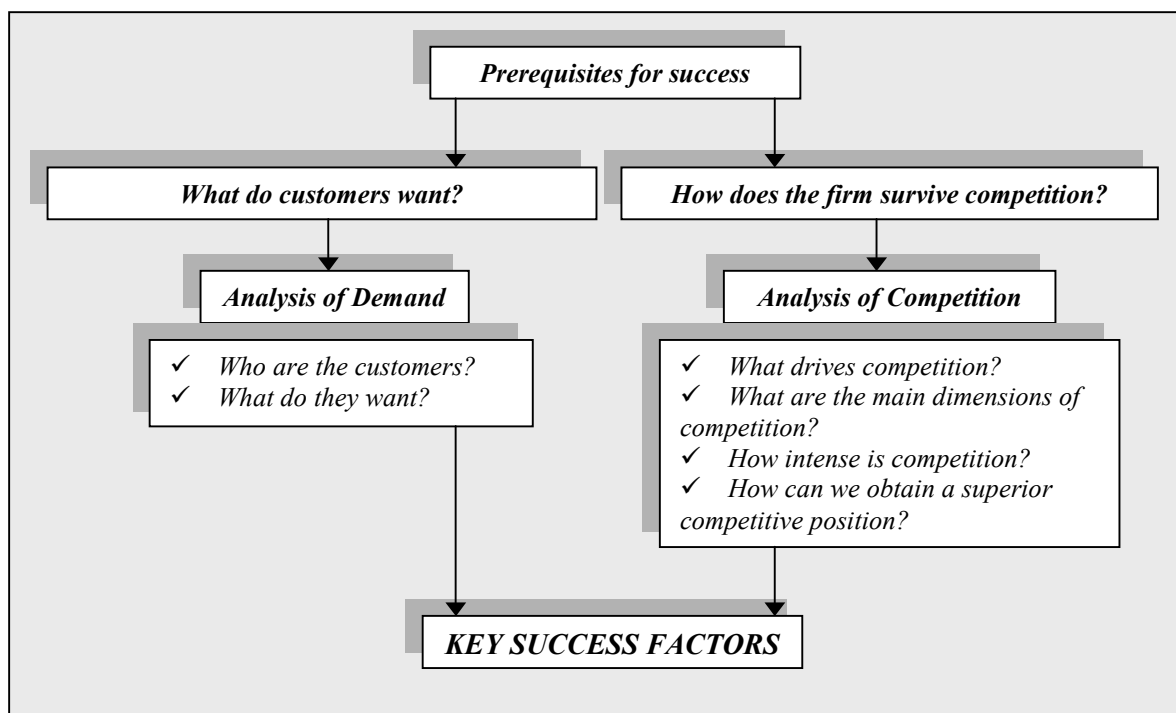 Prerequisites for success
What do customers want?
How does the firm survive competition?
Analysis of Demand
Analysis of Competition
✓ Who are the customers?
✓ What do they want?
✓ What drives competition?
✓ What are the main dimensions of
competition?
✓ How intense is competition?
✓ How can we obtain a superior
competitive position?
KEY SUCCESS FACTORS